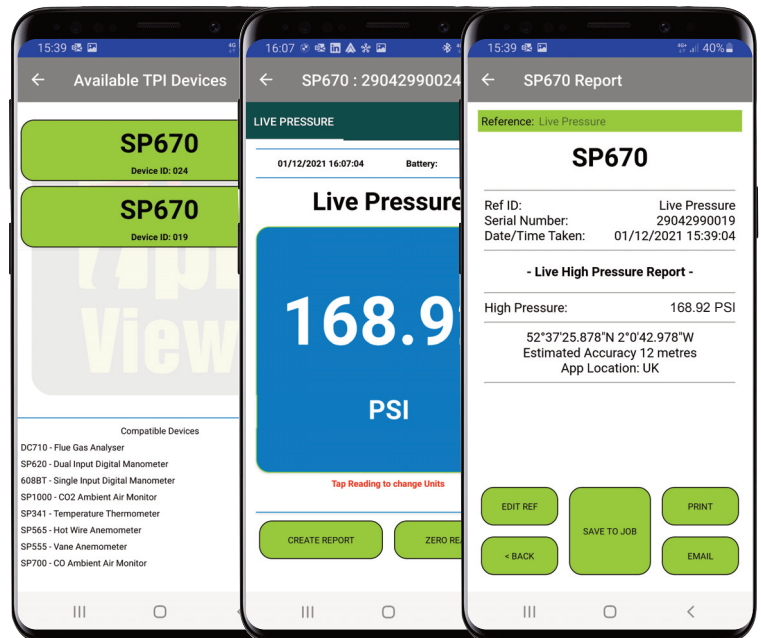 15:39
4G
Available TPI Devices
SP670
Device ID: 024
SP670
Device ID: 019
View
Compatible Devices
DC710 - Flue Gas Analyser
SP620 - Dual Input Digital Manometer
608BT - Single Input Digital Manometer
SP1000 - CO2 Ambient Air Monitor
SP341 - Temperature Thermometer
SP565 - Hot Wire Anemometer
SP555 - Vane Anemometer
SP700 - CO Ambient Air Monitor
16:07
SP670 : 29042990024
LIVE PRESSURE
01/12/2021 16:07:04 Battery:
Live Pressure
168.9
PSI
Tap Reading to change Units
CREATE REPORT
ZERO REA
15:39
4G+ 40%
SP670 Report
Reference: Live Pressure
SP670
Ref ID: Live Pressure
Serial Number: 29042990019
Date/Time Taken: 01/12/2021 15:39:04
- Live High Pressure Report -
High Pressure: 168.92 PSI
52°37'25.878"N 2°0'42.978"W
Estimated Accuracy 12 metres
App Location: UK
EDIT REF
SAVE TO JOB
PRINT
< BACK
EMAIL